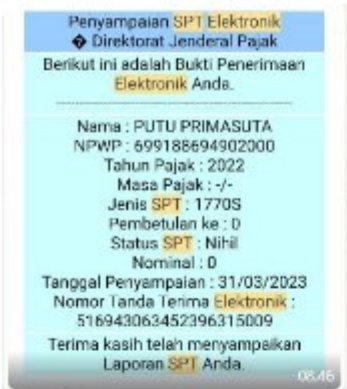 Penyampaian SPT Elektronik
� Direktorat Jenderal Pajak
Berikut ini adalah Bukti Penerimaan
Elektronik Anda.
Nama : PUTU PRIMASUTA
NPWP : 699188694902000
Tahun Pajak : 2022
Masa Pajak : -/-
Jenis SPT : 1770S
Pembetulan ke : 0
Status SPT : Nihil
Nominal : 0
Tanggal Penyampaian : 31/03/2023
Nomor Tanda Terima Elektronik :
516943063452396315009
Terima kasih telah menyampaikan
Laporan SPT Anda.
08.46